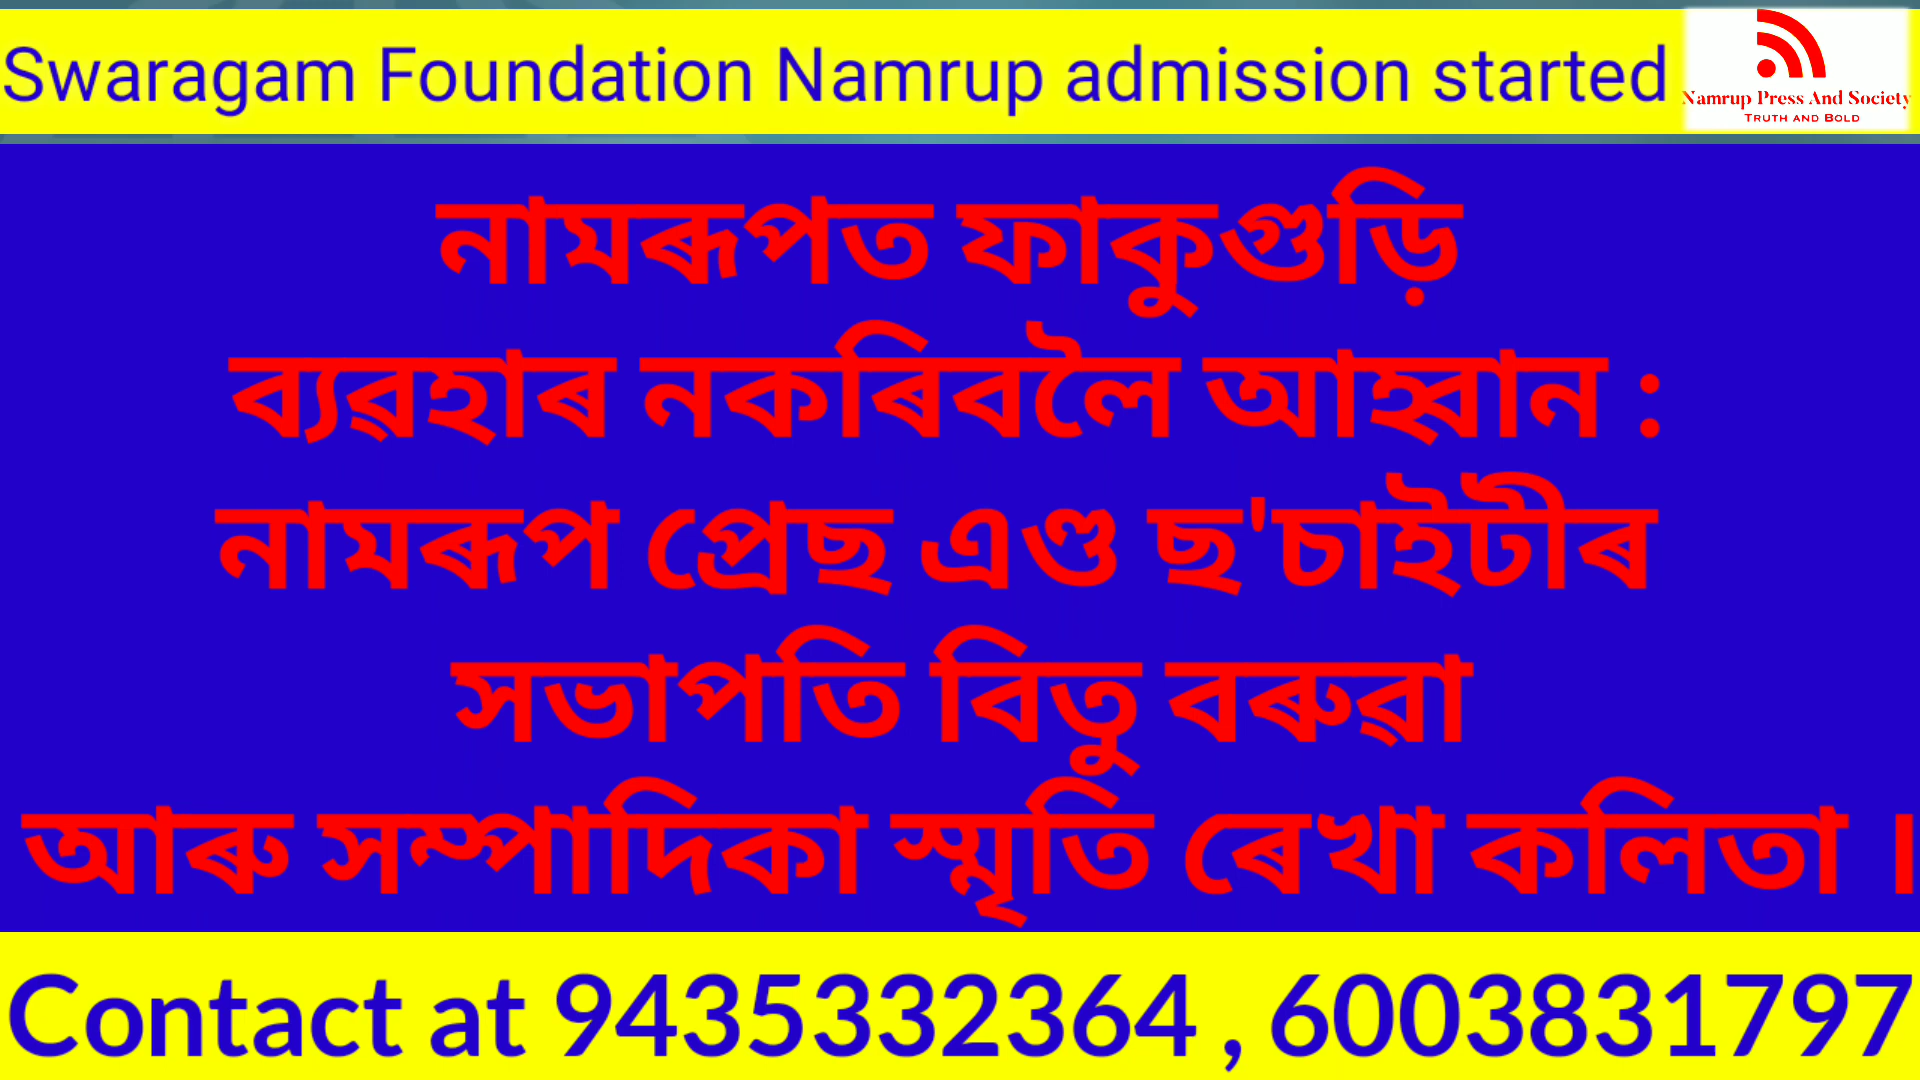 Swaragam Foundation Namrup admission started
Namrup Press And Society
TRUTH AND BOLD
নামৰূপত ফাকুগুড়ি
ব্যৱহাৰ নকৰিবলৈ আহ্বান :
নামৰূপ প্ৰেছ এণ্ড ছ'চাইটীৰ
সভাপতি বিতু বৰুৱা
আৰু সম্পাদিকা স্মৃতি ৰেখা কলিতা ।
Contact at 9435332364 , 6003831797